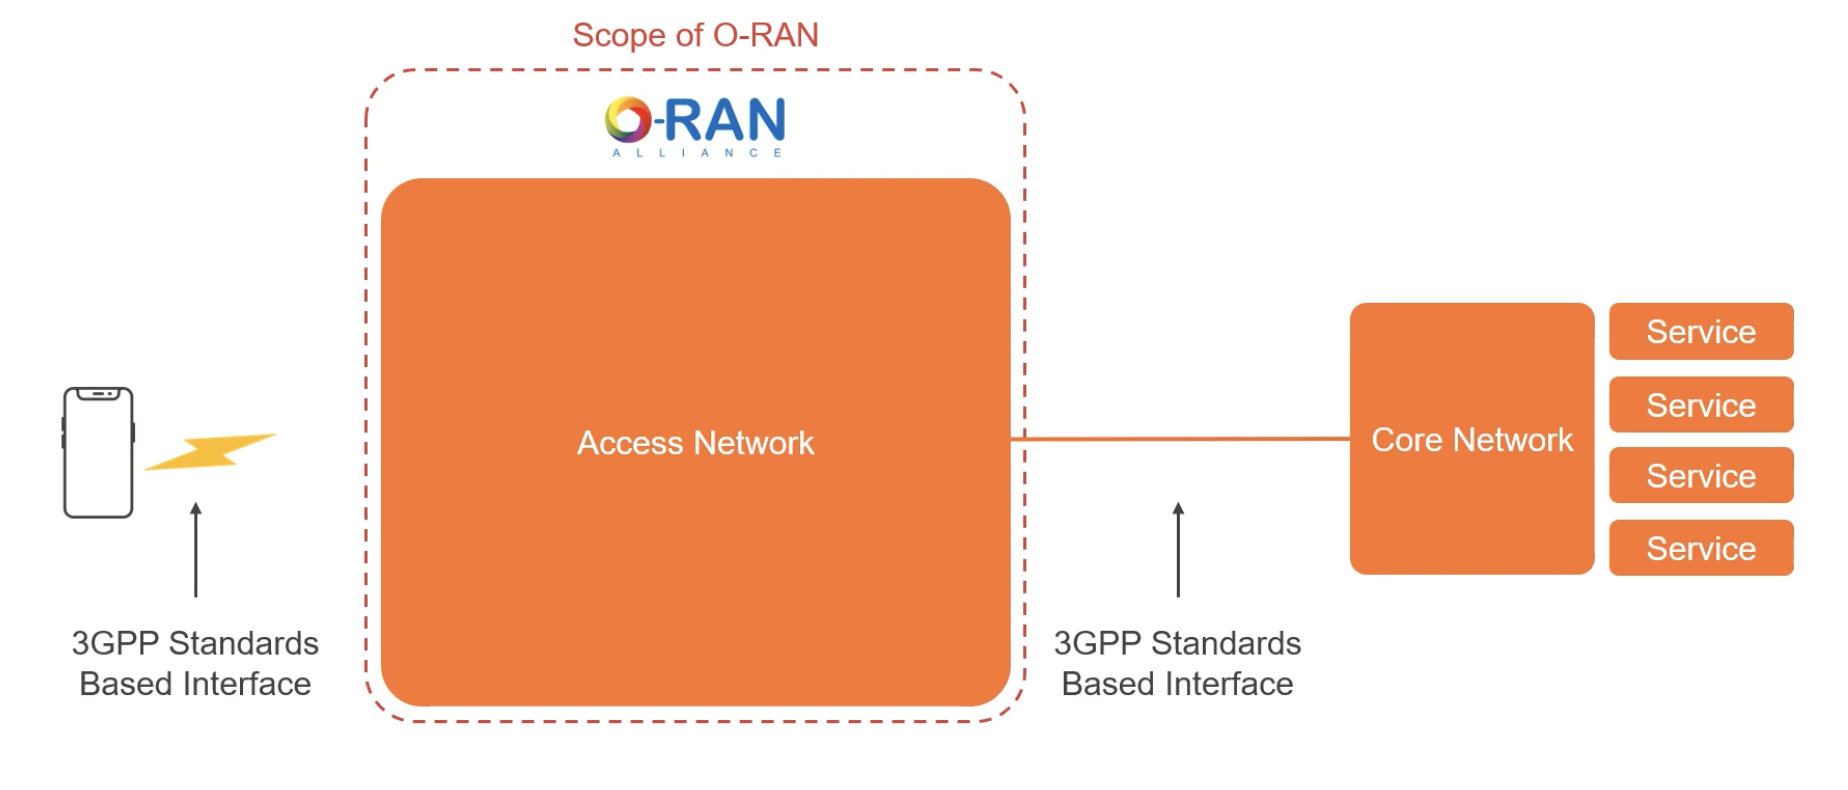 Scope of O-RAN
O-RAN
ALLIANCE
Access Network
Core Network
Service
Service
Service
Service
3GPP Standards
Based Interface
3GPP Standards
Based Interface